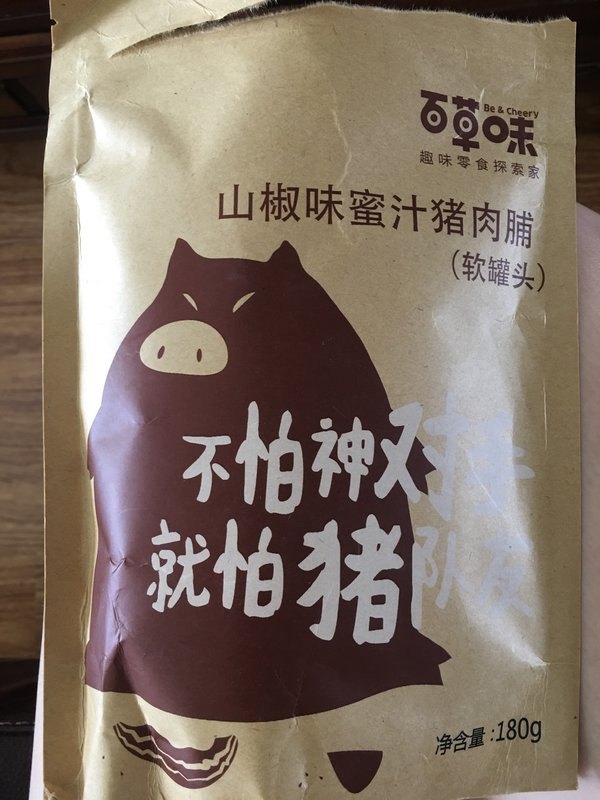 百草味
Be & Cheery
趣味零食探索家
山椒味蜜汁猪肉脯
（软罐头）
不怕神对手
就怕猪队友
净含量:180g